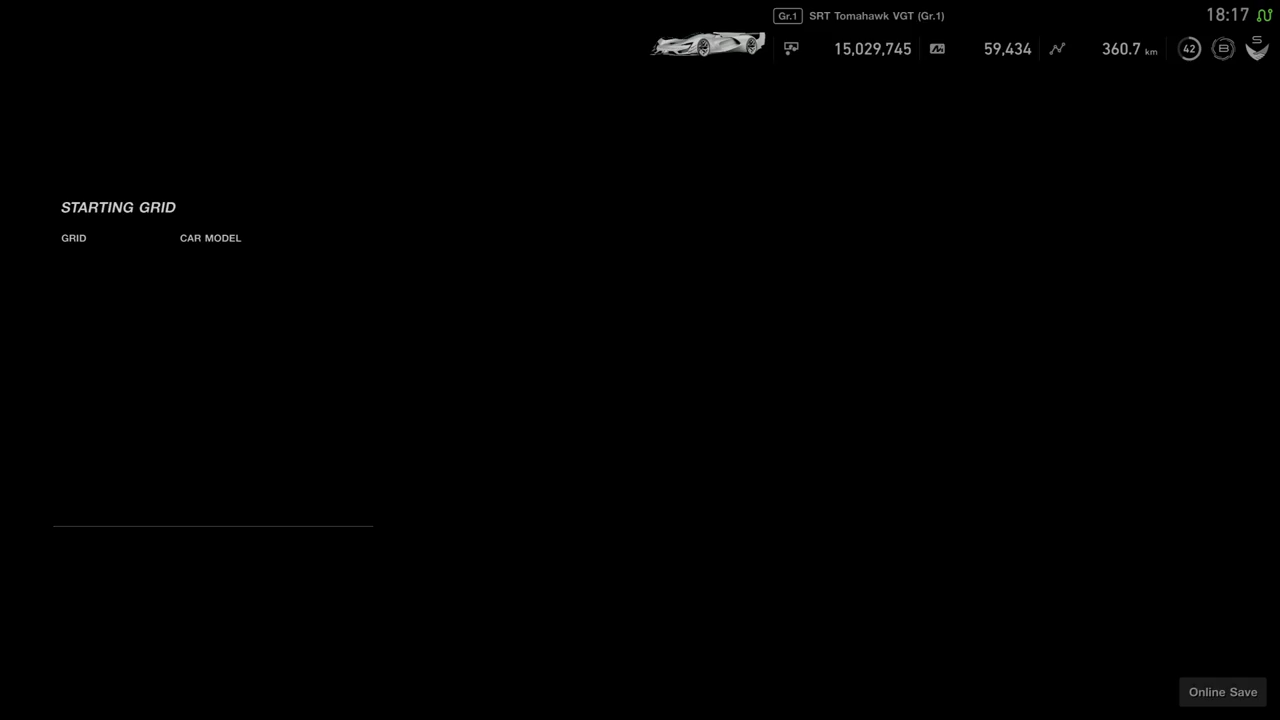 Gr.1 SRT Tomahawk VGT (Gr.1) 18:17
15,029,745 59,434 360.7 km 42 B S
STARTING GRID
GRID CAR MODEL
Online Save